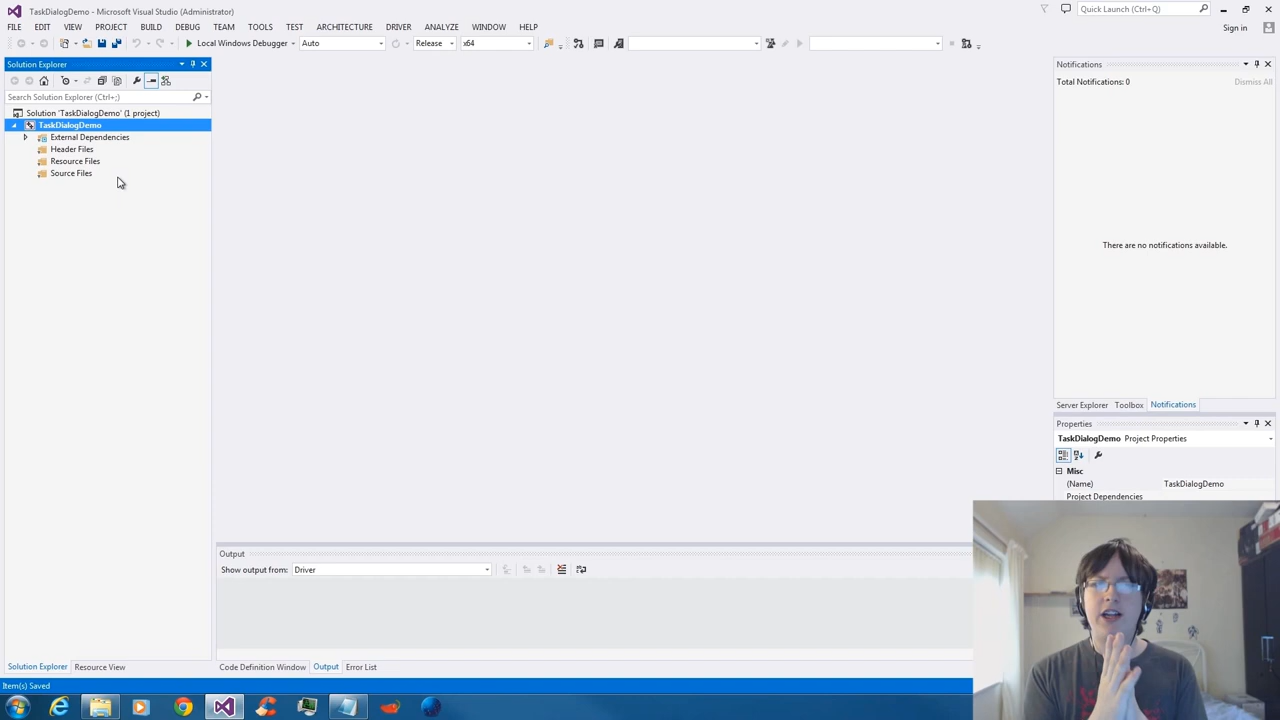 TaskDialogDemo - Microsoft Visual Studio (Administrator)
Quick Launch (Ctrl+Q)
FILE EDIT VIEW PROJECT BUILD DEBUG TEAM TOOLS TEST ARCHITECTURE DRIVER ANALYZE WINDOW HELP
Sign in
Local Windows Debugger Auto Release x64
Solution Explorer
Search Solution Explorer (Ctrl+;)
Solution 'TaskDialogDemo' (1 project)
TaskDialogDemo
External Dependencies
Header Files
Resource Files
Source Files
Solution Explorer Resource View
Output
Show output from: Driver
Code Definition Window Output Error List
Notifications
Total Notifications: 0 Dismiss All
There are no notifications available.
Server Explorer Toolbox Notifications
Properties
TaskDialogDemo Project Properties
Misc
(Name) TaskDialogDemo
Project Dependencies
Item(s) Saved